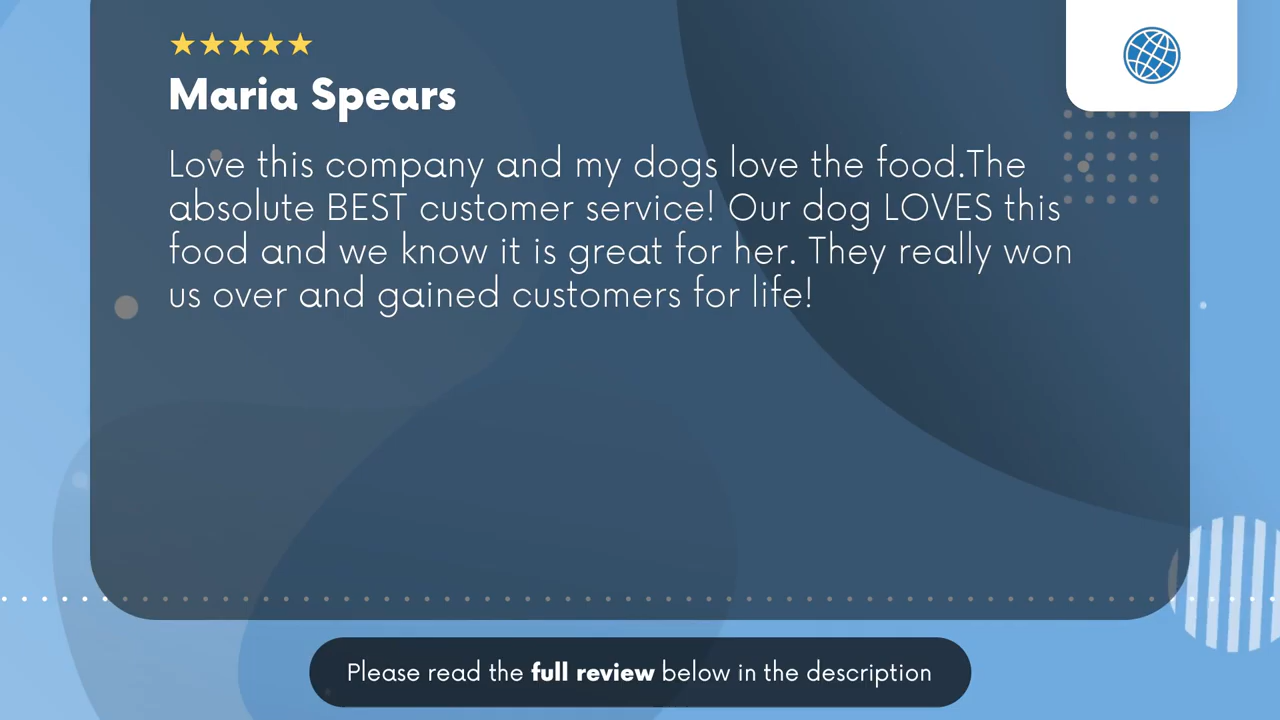 Maria Spears
Love this company and my dogs love the food.The
absolute BEST customer service! Our dog LOVES this
food and we know it is great for her. They really won
us over and gained customers for life!
Please read the full review below in the description